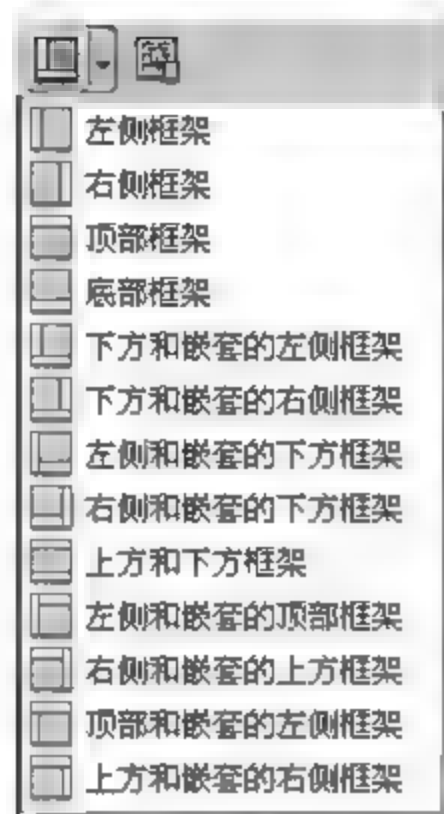 左侧框架
右侧框架
顶部框架
底部框架
下方和嵌套的左侧框架
下方和嵌套的右侧框架
左侧和嵌套的下方框架
右侧和嵌套的下方框架
上方和下方框架
左侧和嵌套的顶部框架
右侧和嵌套的上方框架
顶部和嵌套的左侧框架
上方和嵌套的右侧框架